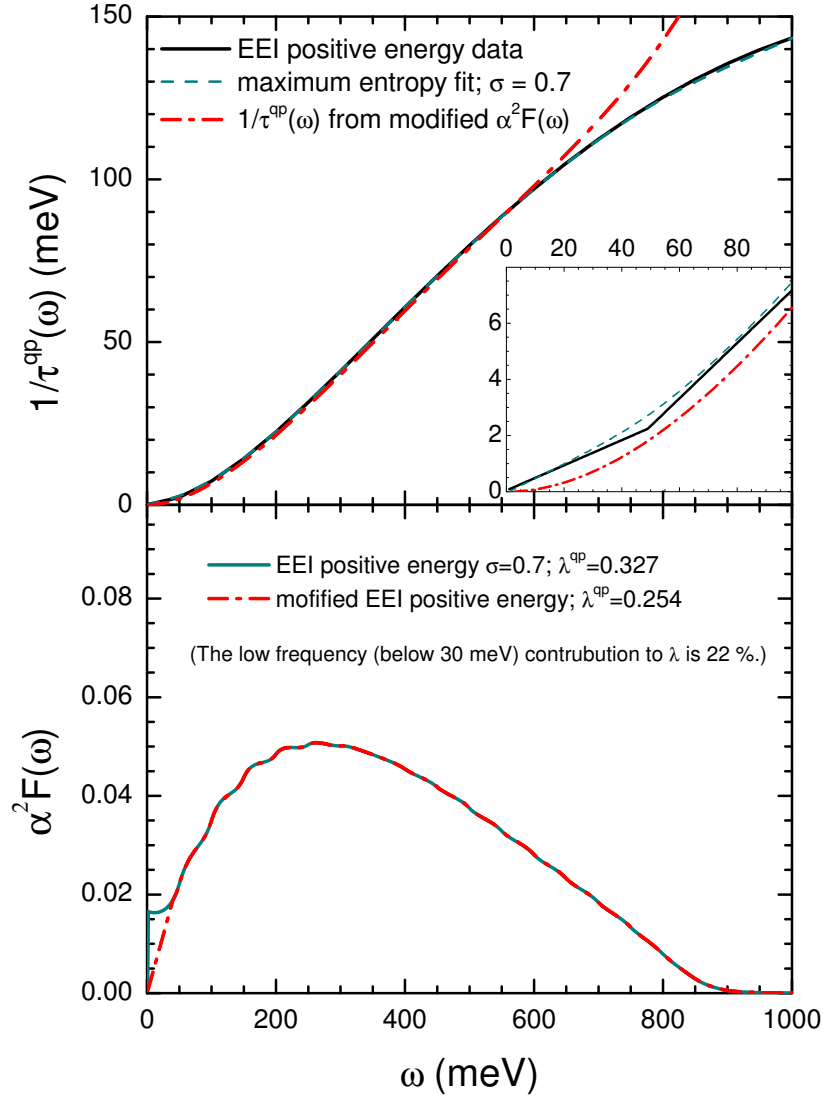 150
EEI positive energy data
maximum entropy fit; σ = 0.7
1/τ^qp(ω) from modified α²F(ω)
100
0 20 40 60 80
1/τ^qp(ω) (meV)
6
50
4
2
0
0
EEI positive energy σ=0.7; λ^qp=0.327
0.08
mofified EEI positive energy; λ^qp=0.254
(The low frequency (below 30 meV) contrubution to λ is 22 %.)
0.06
α²F(ω)
0.04
0.02
0.00
0 200 400 600 800 1000
ω (meV)